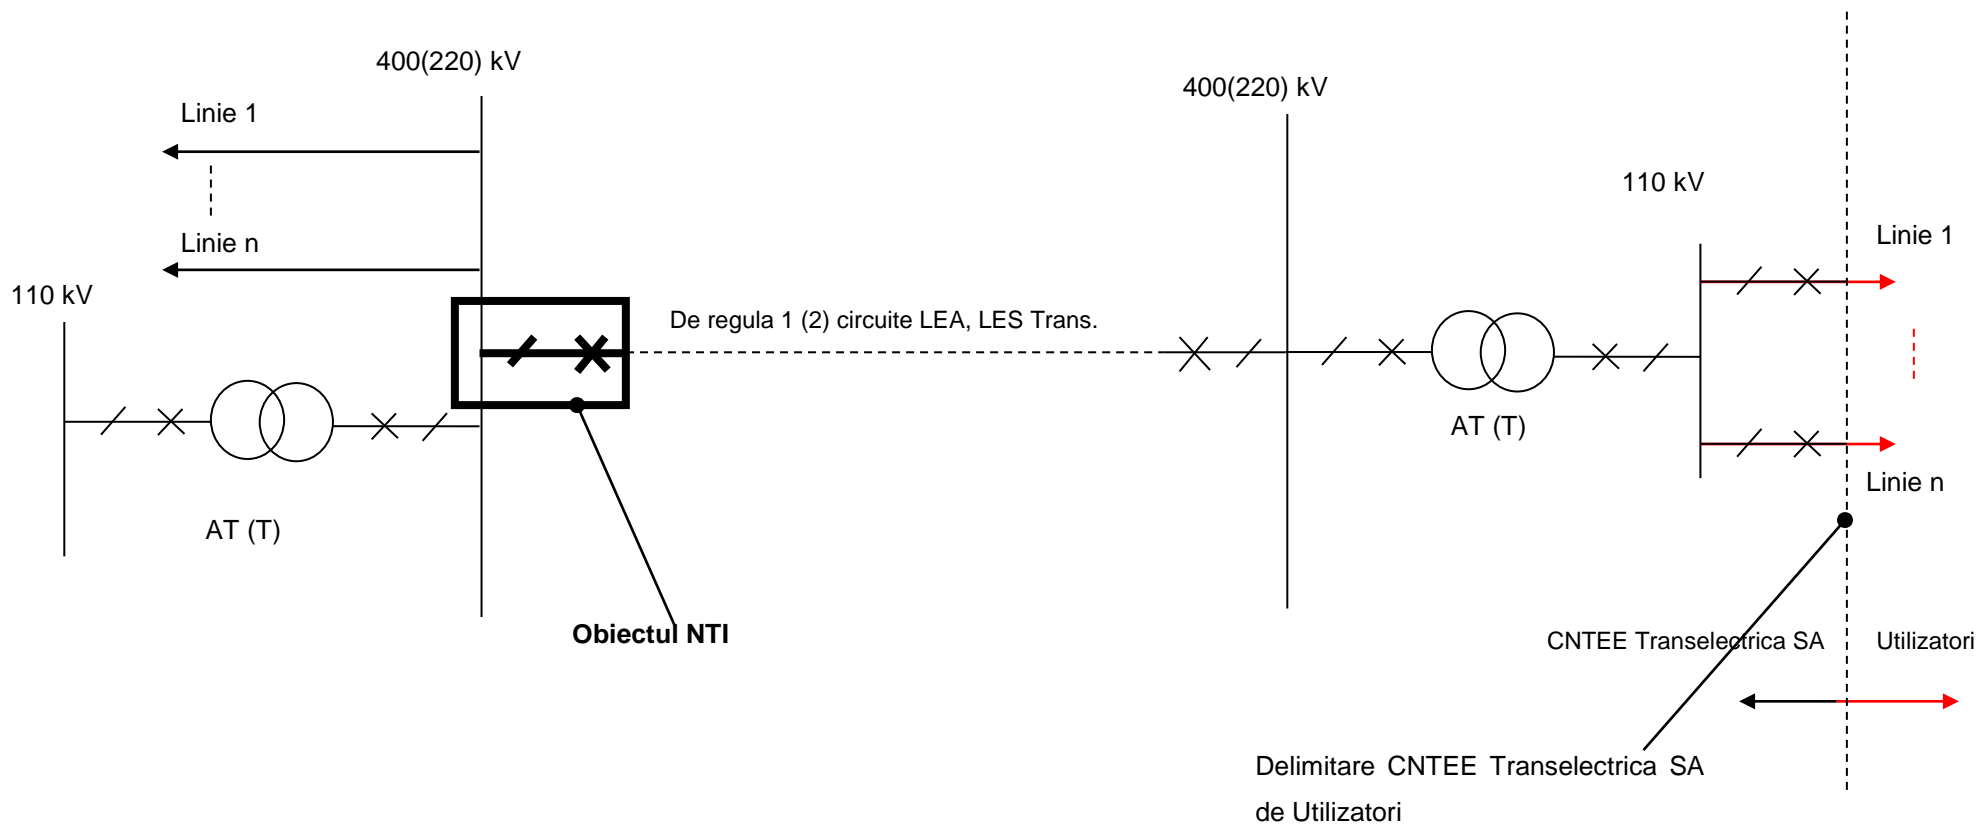 400(220) kV
Linie 1
Linie n
110 kV
AT (T)
De regula 1 (2) circuite LEA, LES Trans.
Obiectul NTI
400(220) kV
110 kV
AT (T)
Linie 1
Linie n
CNTEE Transelectrica SA
Utilizatori
Delimitare CNTEE Transelectrica SA
de Utilizatori